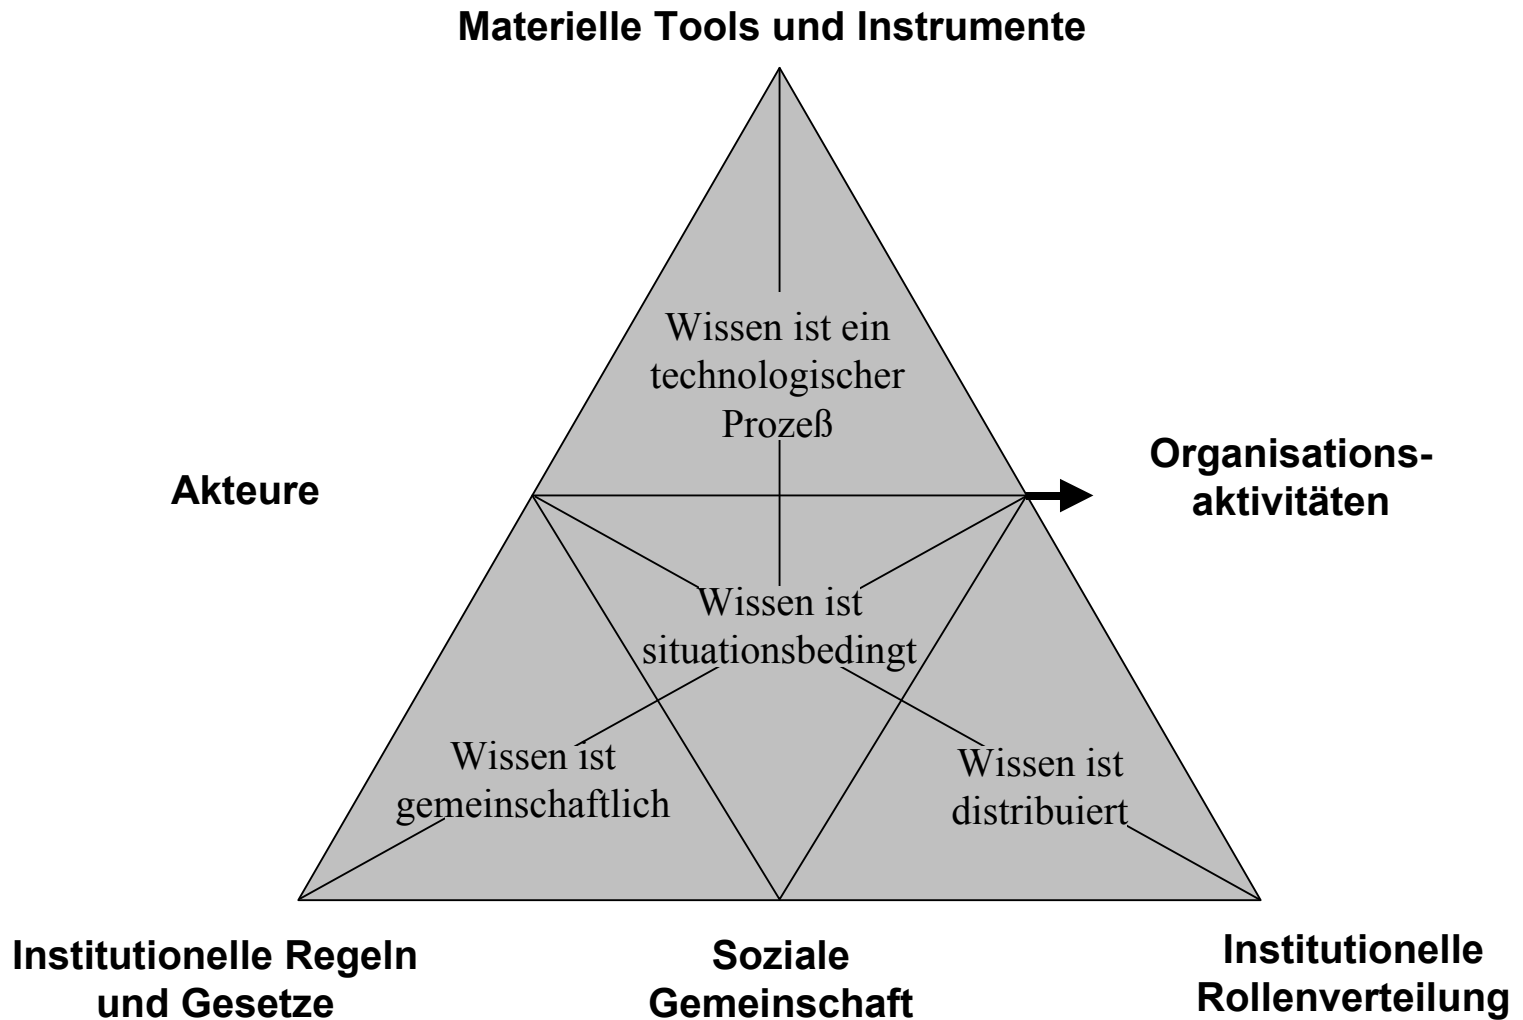 Materielle Tools und Instrumente
Wissen ist ein
technologischer
Prozeß
Akteure
Organisations-
aktivitäten
Wissen ist
situationsbedingt
Wissen ist
gemeinschaftlich
Wissen ist
distribuiert
Institutionelle Regeln
und Gesetze
Soziale
Gemeinschaft
Institutionelle
Rollenverteilung